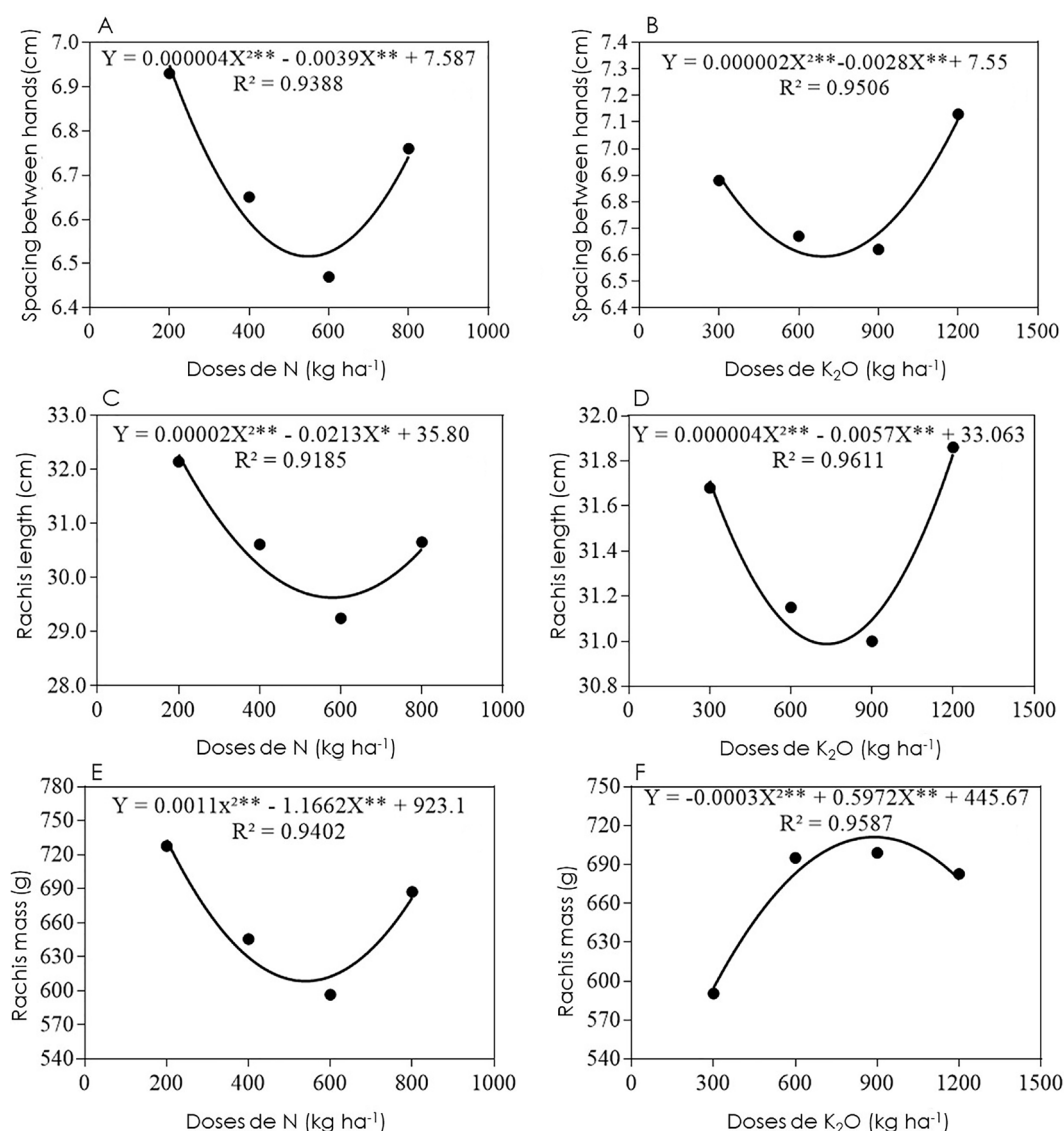 A
Y = 0.000004X²** - 0.0039X** + 7.587
R² = 0.9388
Spacing between hands (cm)
7.0
6.9
6.8
6.7
6.6
6.5
6.4
0 200 400 600 800 1000
Doses de N (kg ha⁻¹)
B
Y = 0.000002X²**-0.0028X**+ 7.55
R² = 0.9506
Spacing between hands (cm)
7.4
7.3
7.2
7.1
7.0
6.9
6.8
6.7
6.6
6.5
6.4
0 300 600 900 1200 1500
Doses de K₂O (kg ha⁻¹)
C
Y = 0.00002X²** - 0.0213X* + 35.80
R² = 0.9185
Rachis length (cm)
33.0
32.0
31.0
30.0
29.0
28.0
0 200 400 600 800 1000
Doses de N (kg ha⁻¹)
D
Y = 0.000004X²** - 0.0057X** + 33.063
R² = 0.9611
Rachis length (cm)
32.0
31.8
31.6
31.4
31.2
31.0
30.8
0 300 600 900 1200 1500
Doses de K₂O (kg ha⁻¹)
E
Y = 0.0011x²** - 1.1662X** + 923.1
R² = 0.9402
Rachis mass (g)
780
750
720
690
660
630
600
570
540
0 200 400 600 800 1000
Doses de N (kg ha⁻¹)
F
Y = -0.0003X²** + 0.5972X** + 445.67
R² = 0.9587
Rachis mass (g)
750
720
690
660
630
600
570
540
0 300 600 900 1200 1500
Doses de K₂O (kg ha⁻¹)